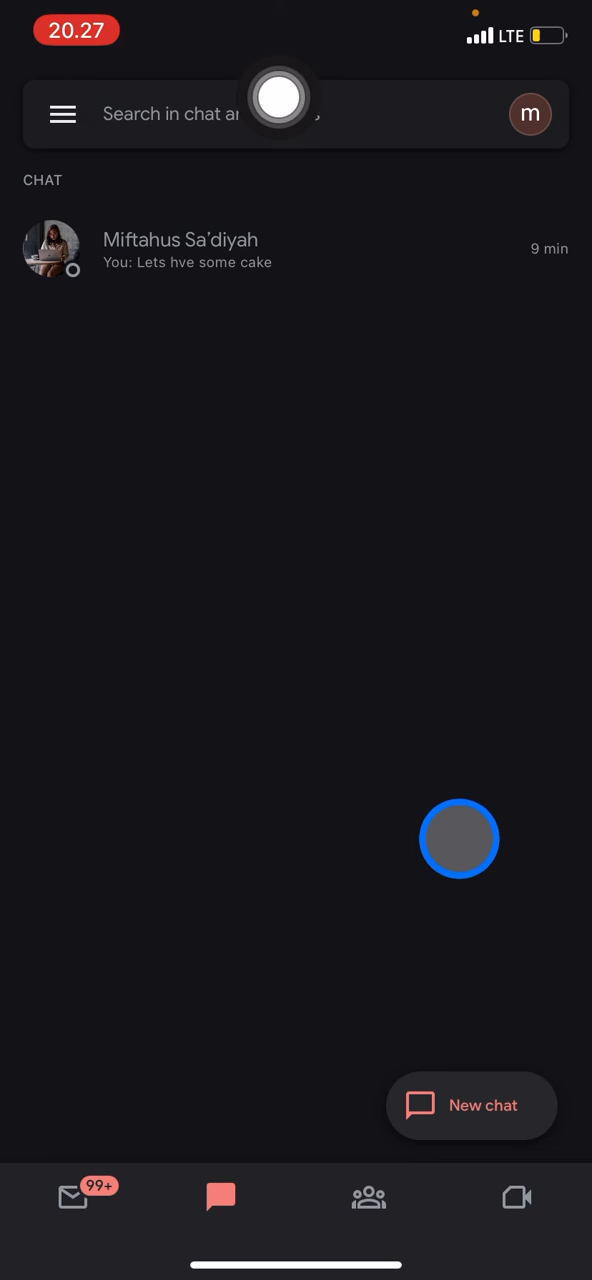 20.27
LTE
Search in chat
m
CHAT
Miftahus Sa'diyah
You: Lets hve some cake
9 min
New chat
99+